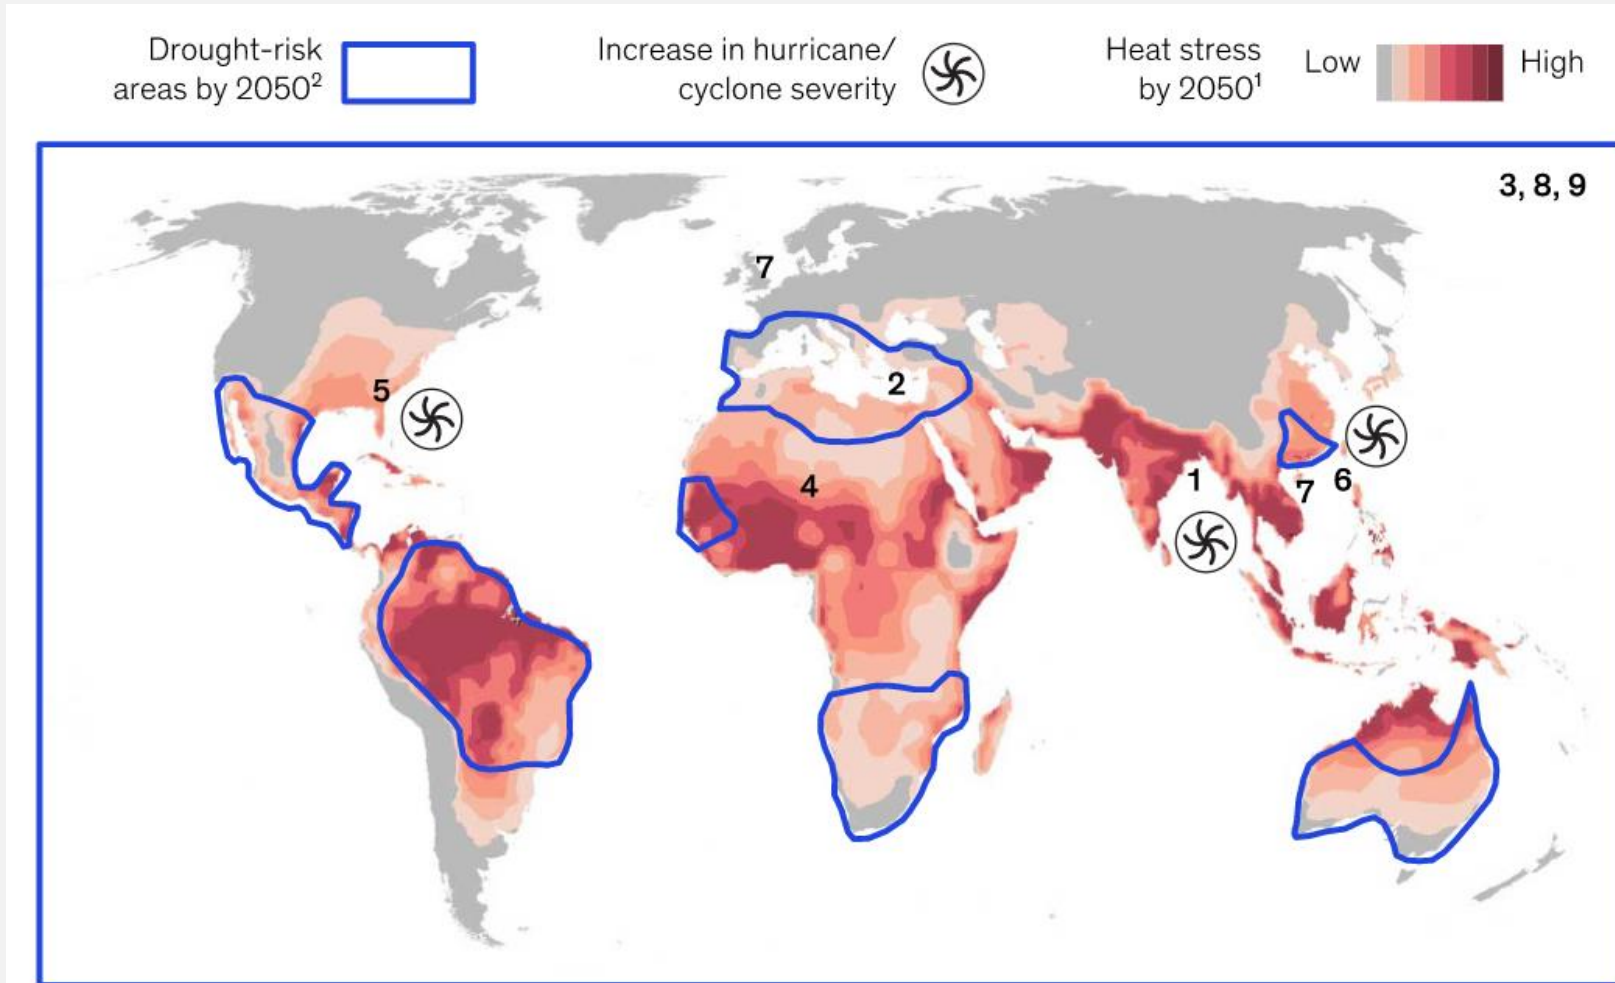 Drought-risk
areas by 2050²
Increase in hurricane/
cyclone severity
Heat stress
by 2050¹
Low
High
3, 8, 9
7
5
2
4
1
7
6